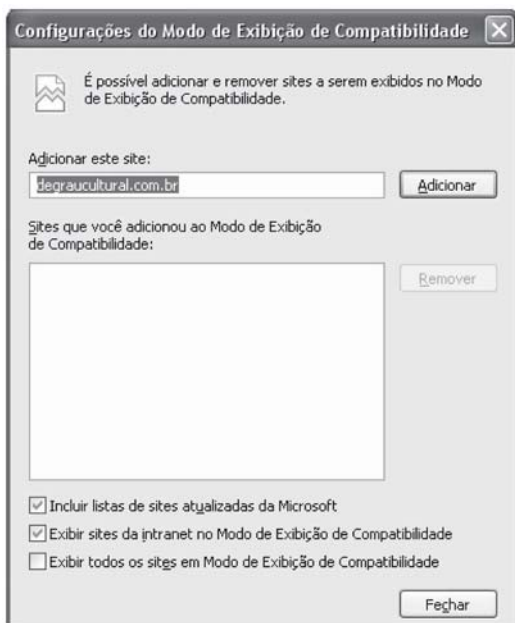 Configurações do Modo de Exibição de Compatibilidade
É possível adicionar e remover sites a serem exibidos no Modo
de Exibição de Compatibilidade.
Adicionar este site:
degraucultural.com.br
Adicionar
Sites que você adicionou ao Modo de Exibição
de Compatibilidade:
Remover
Incluir listas de sites atualizadas da Microsoft
Exibir sites da intranet no Modo de Exibição de Compatibilidade
Exibir todos os sites em Modo de Exibição de Compatibilidade
Fechar